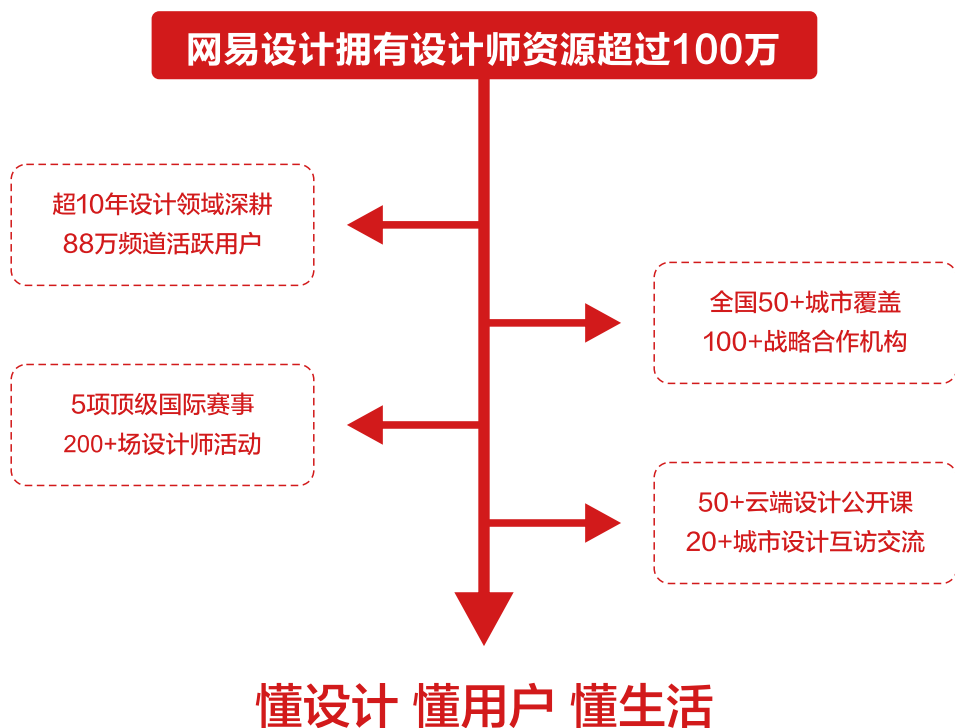 网易设计拥有设计师资源超过100万
超10年设计领域深耕
88万频道活跃用户
全国50+城市覆盖
100+战略合作机构
5项顶级国际赛事
200+场设计师活动
50+云端设计公开课
20+城市设计互访交流
懂设计 懂用户 懂生活